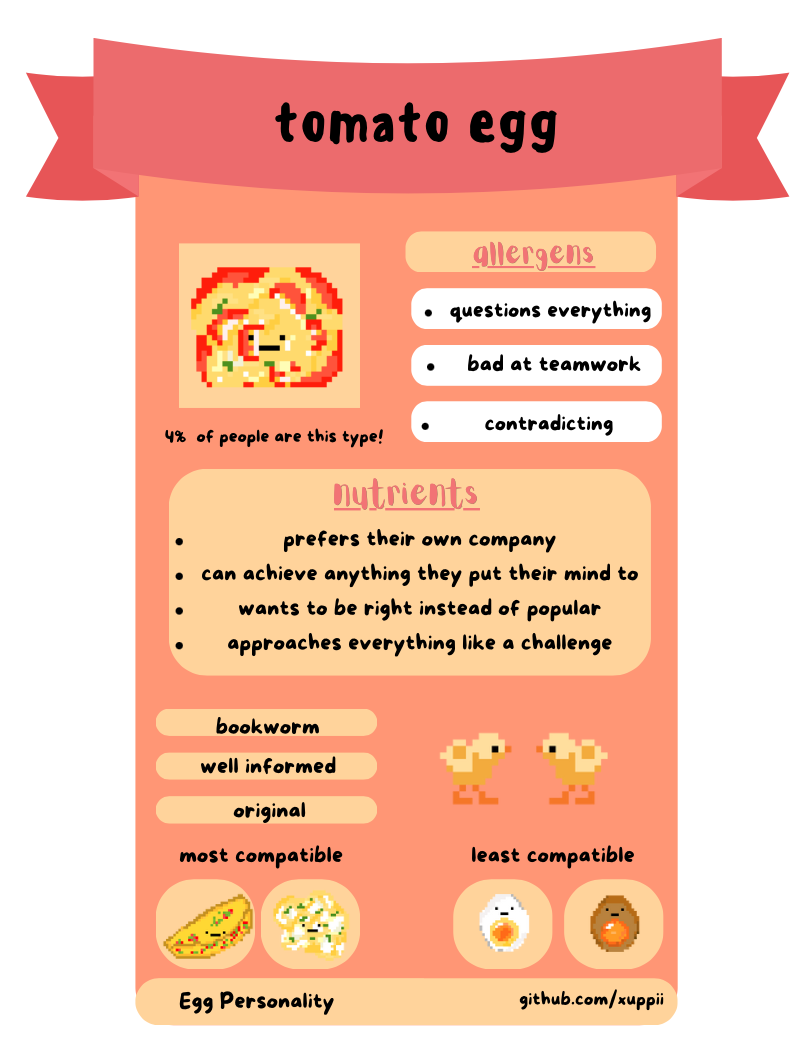 tomato egg
allergens
• questions everything
• bad at teamwork
• contradicting
4% of people are this type!
nutrients
• prefers their own company
• can achieve anything they put their mind to
• wants to be right instead of popular
• approaches everything like a challenge
bookworm
well informed
original
most compatible
least compatible
Egg Personality
github.com/xuppii